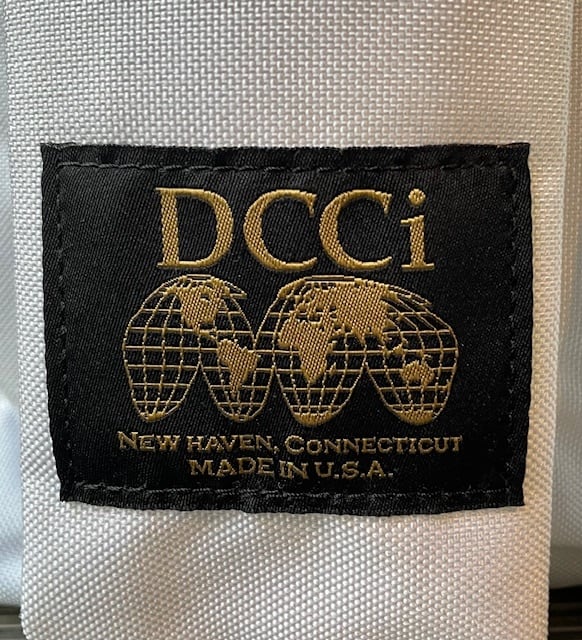 DCCi
NEW HAVEN, CONNECTICUT
MADE IN U.S.A.